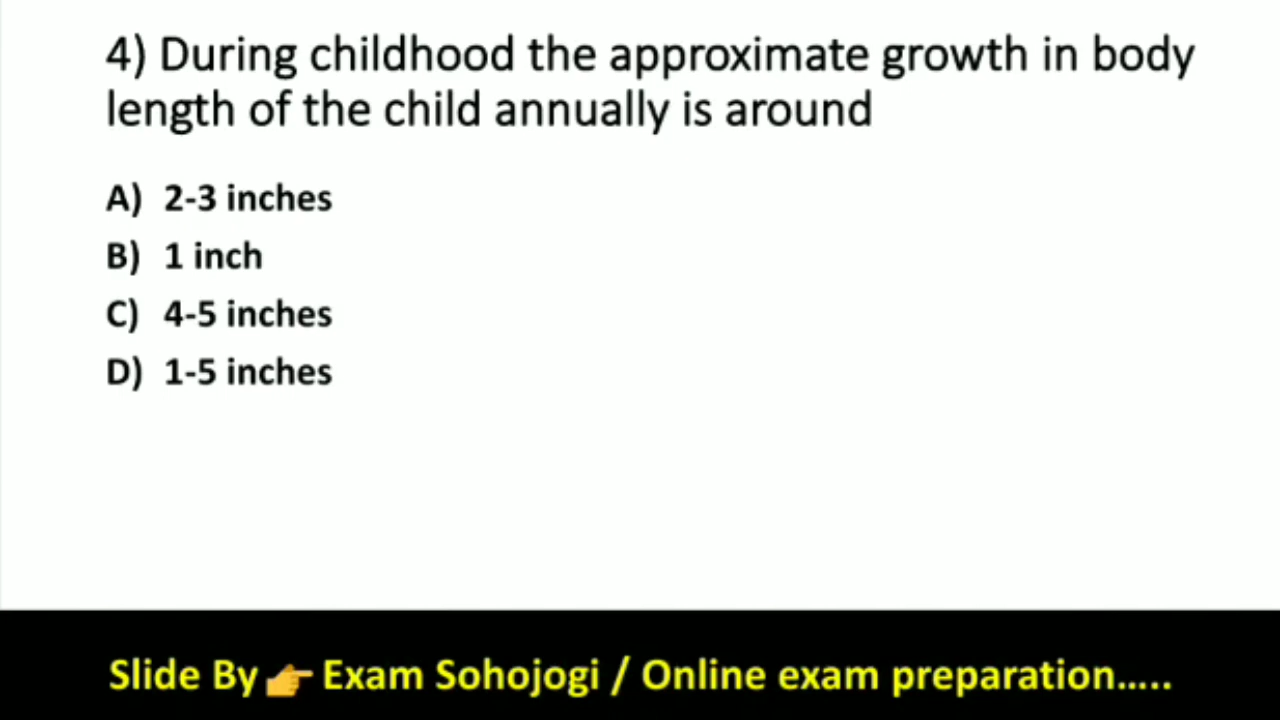 4) During childhood the approximate growth in body
length of the child annually is around
A) 2-3 inches
B) 1 inch
C) 4-5 inches
D) 1-5 inches
Slide By 👉 Exam Sohojogi / Online exam preparation.....